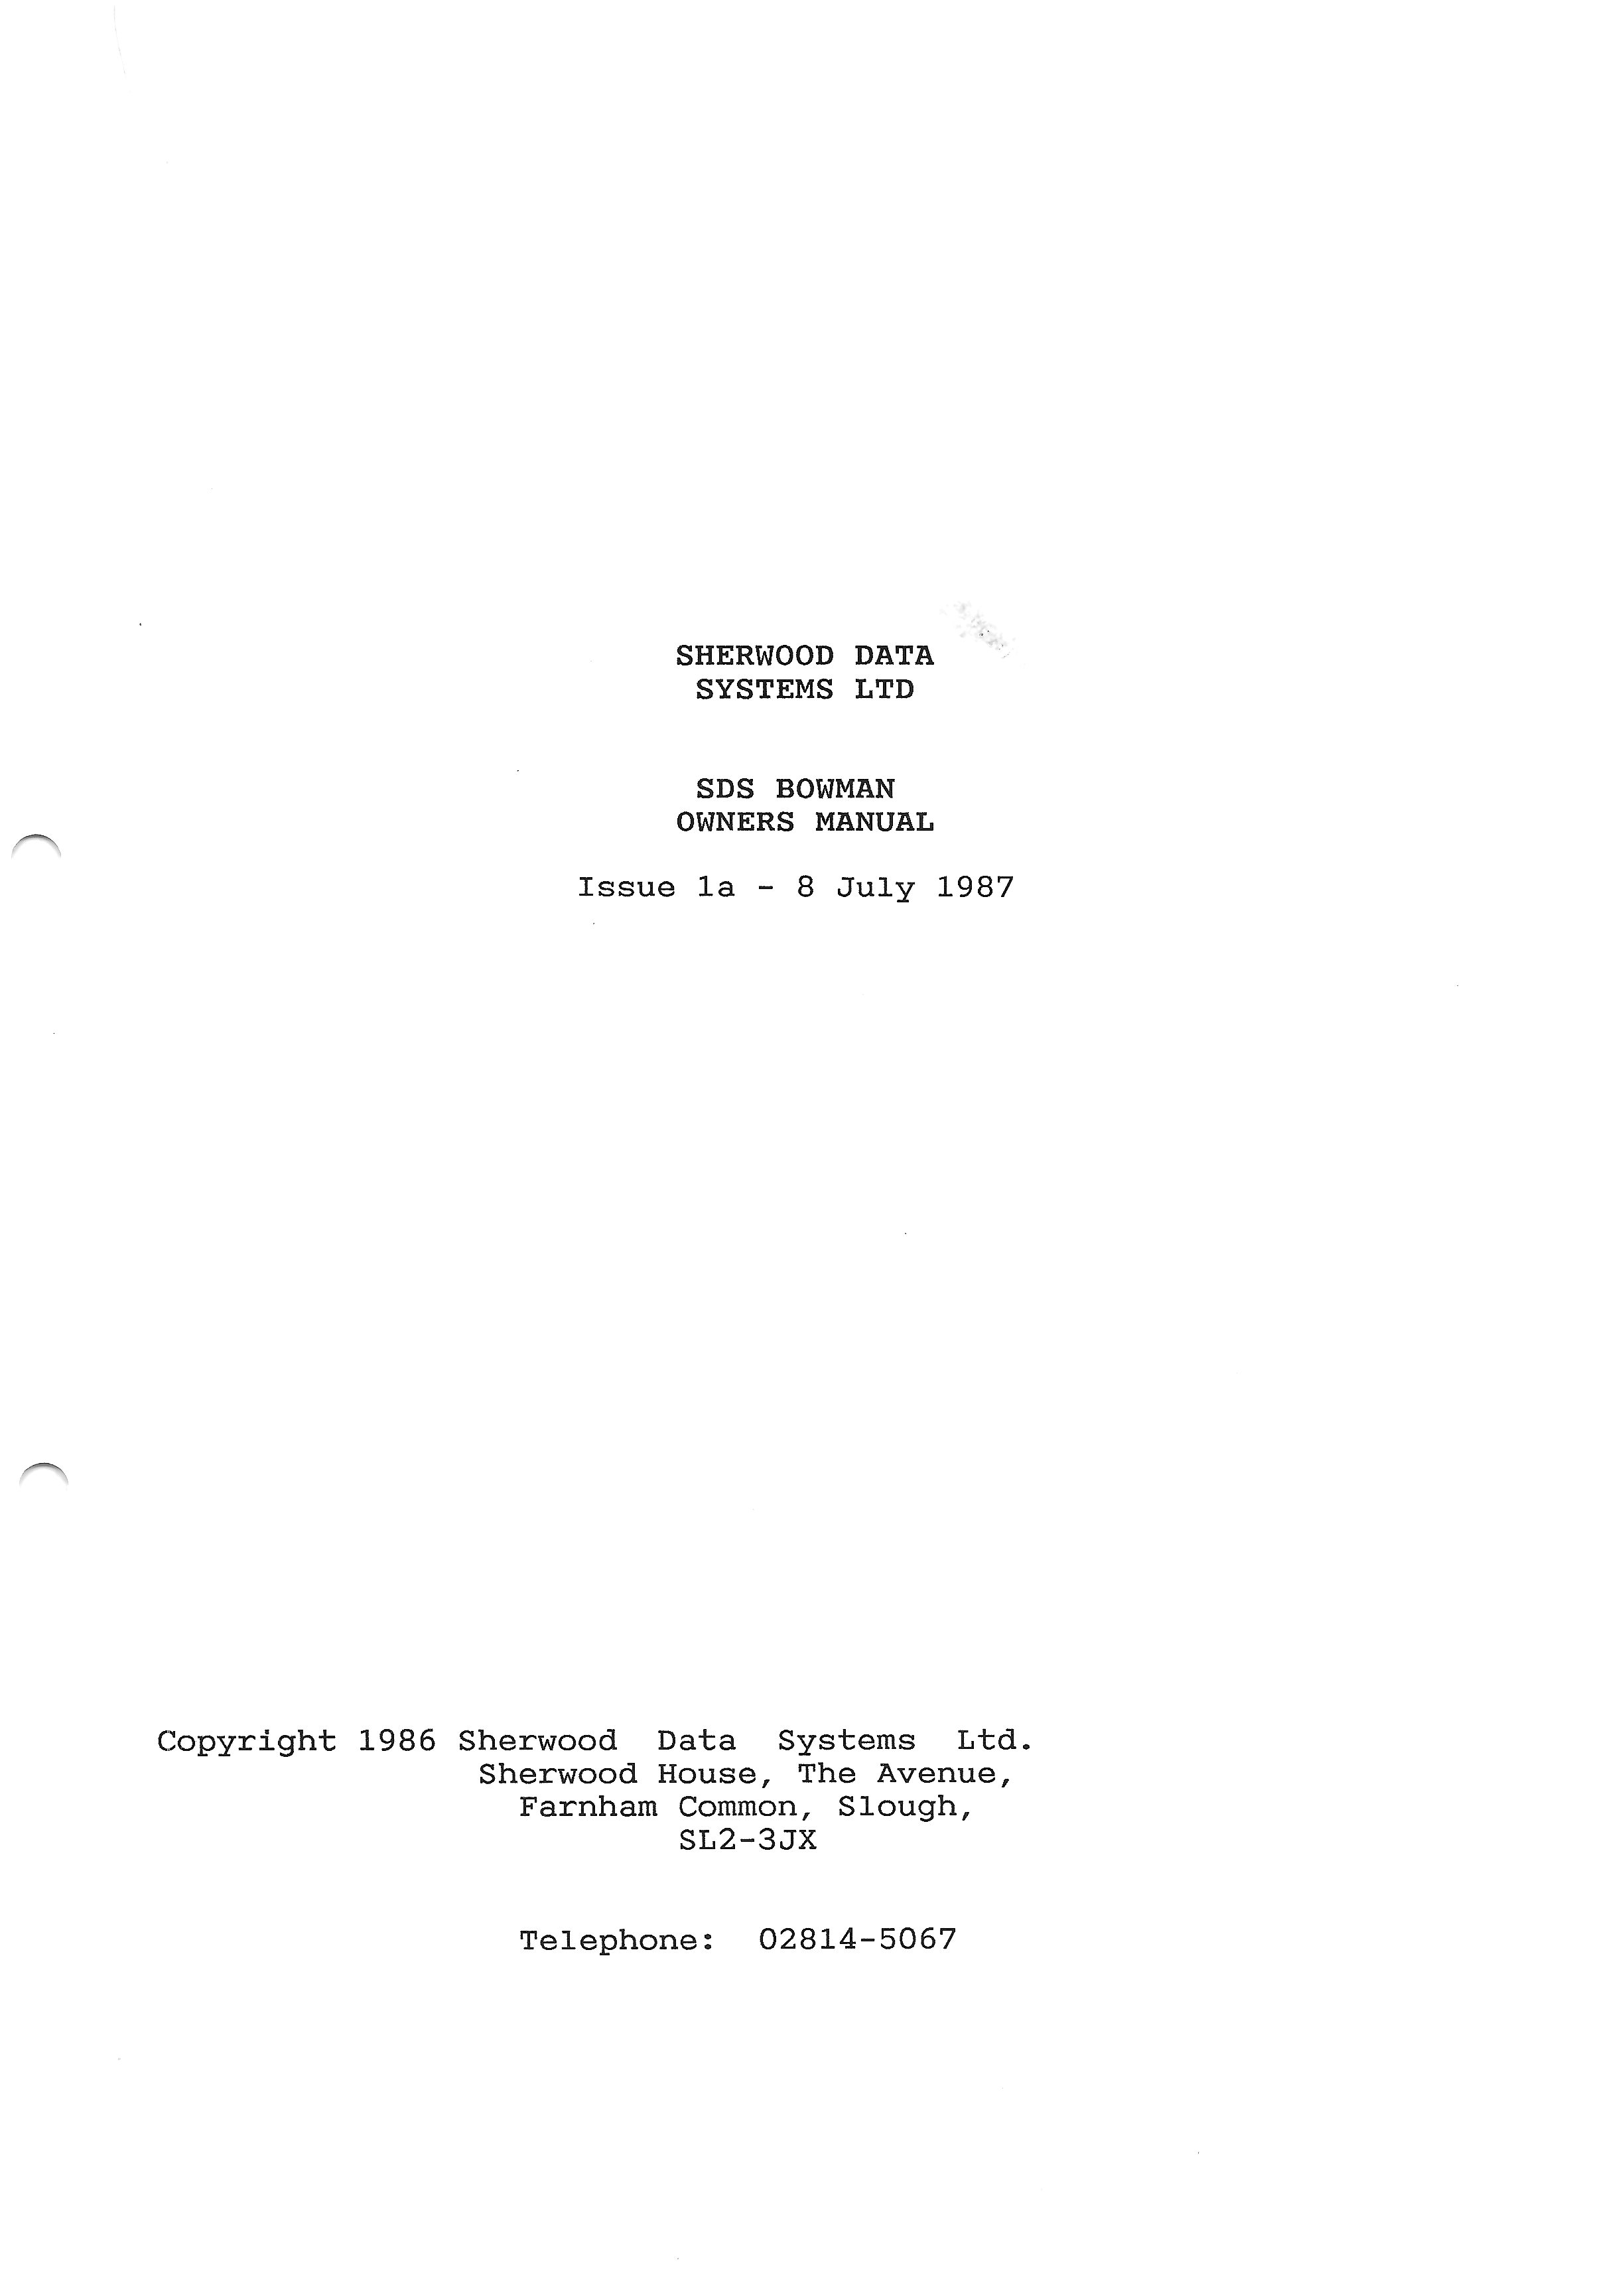 SHERWOOD DATA
SYSTEMS LTD
SDS BOWMAN
OWNERS MANUAL
Issue 1a - 8 July 1987
Copyright 1986 Sherwood Data Systems Ltd.
Sherwood House, The Avenue,
Farnham Common, Slough,
SL2-3JX
Telephone: 02814-5067